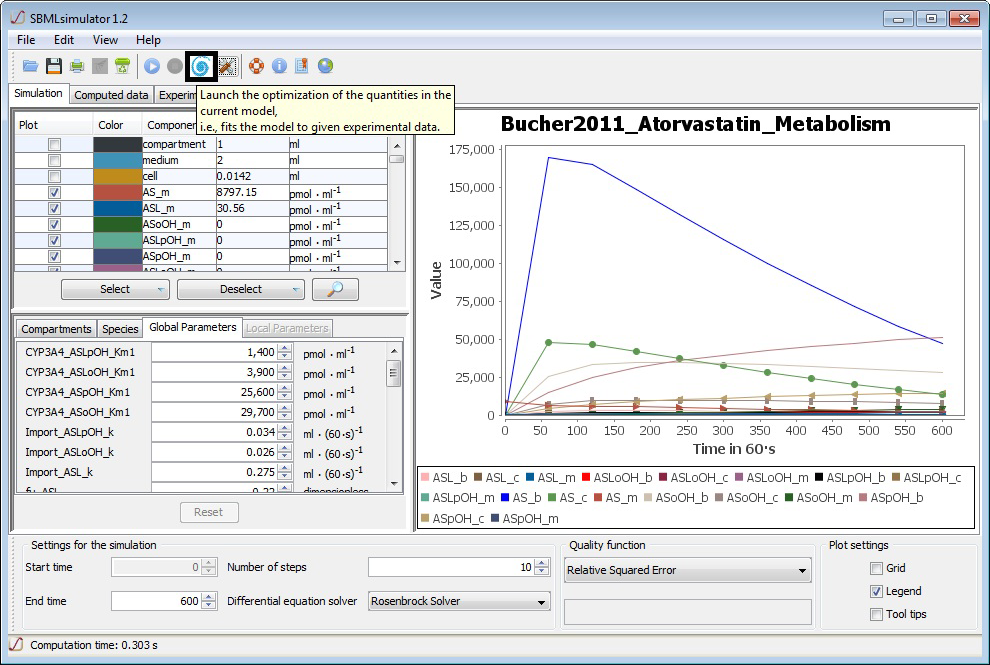 SBMLsimulator 1.2
File Edit View Help
Simulation Computed data Experim
Launch the optimization of the quantities in the
current model,
i.e., fits the model to given experimental data.
Plot Color Componen
compartment 1 ml
medium 2 ml
cell 0.0142 ml
AS_m 8797.15 pmol · ml⁻¹
ASL_m 30.56 pmol · ml⁻¹
ASoOH_m 0 pmol · ml⁻¹
ASLpOH_m 0 pmol · ml⁻¹
ASpOH_m 0 pmol · ml⁻¹
ASLoOH_m 0 pmol · ml⁻¹
Select Deselect
Compartments Species Global Parameters Local Parameters
CYP3A4_ASLpOH_Km1 1,400 pmol · ml⁻¹
CYP3A4_ASLoOH_Km1 3,900 pmol · ml⁻¹
CYP3A4_ASpOH_Km1 25,600 pmol · ml⁻¹
CYP3A4_ASoOH_Km1 29,700 pmol · ml⁻¹
Import_ASLpOH_k 0.034 ml · (60·s)⁻¹
Import_ASLoOH_k 0.026 ml · (60·s)⁻¹
Import_ASL_k 0.275 ml · (60·s)⁻¹
fu_ASL 0.22 dimensionless
Reset
Bucher2011_Atorvastatin_Metabolism
Value
175,000
150,000
125,000
100,000
75,000
50,000
25,000
0
0 50 100 150 200 250 300 350 400 450 500 550 600
Time in 60·s
ASL_b ASL_c ASL_m ASLoOH_b ASLoOH_c ASLoOH_m ASLpOH_b ASLpOH_c
ASLpOH_m AS_b AS_c AS_m ASoOH_b ASoOH_c ASoOH_m ASpOH_b
ASpOH_c ASpOH_m
Settings for the simulation
Start time 0 Number of steps 10
End time 600 Differential equation solver Rosenbrock Solver
Quality function
Relative Squared Error
Plot settings
Grid
Legend
Tool tips
Computation time: 0.303 s